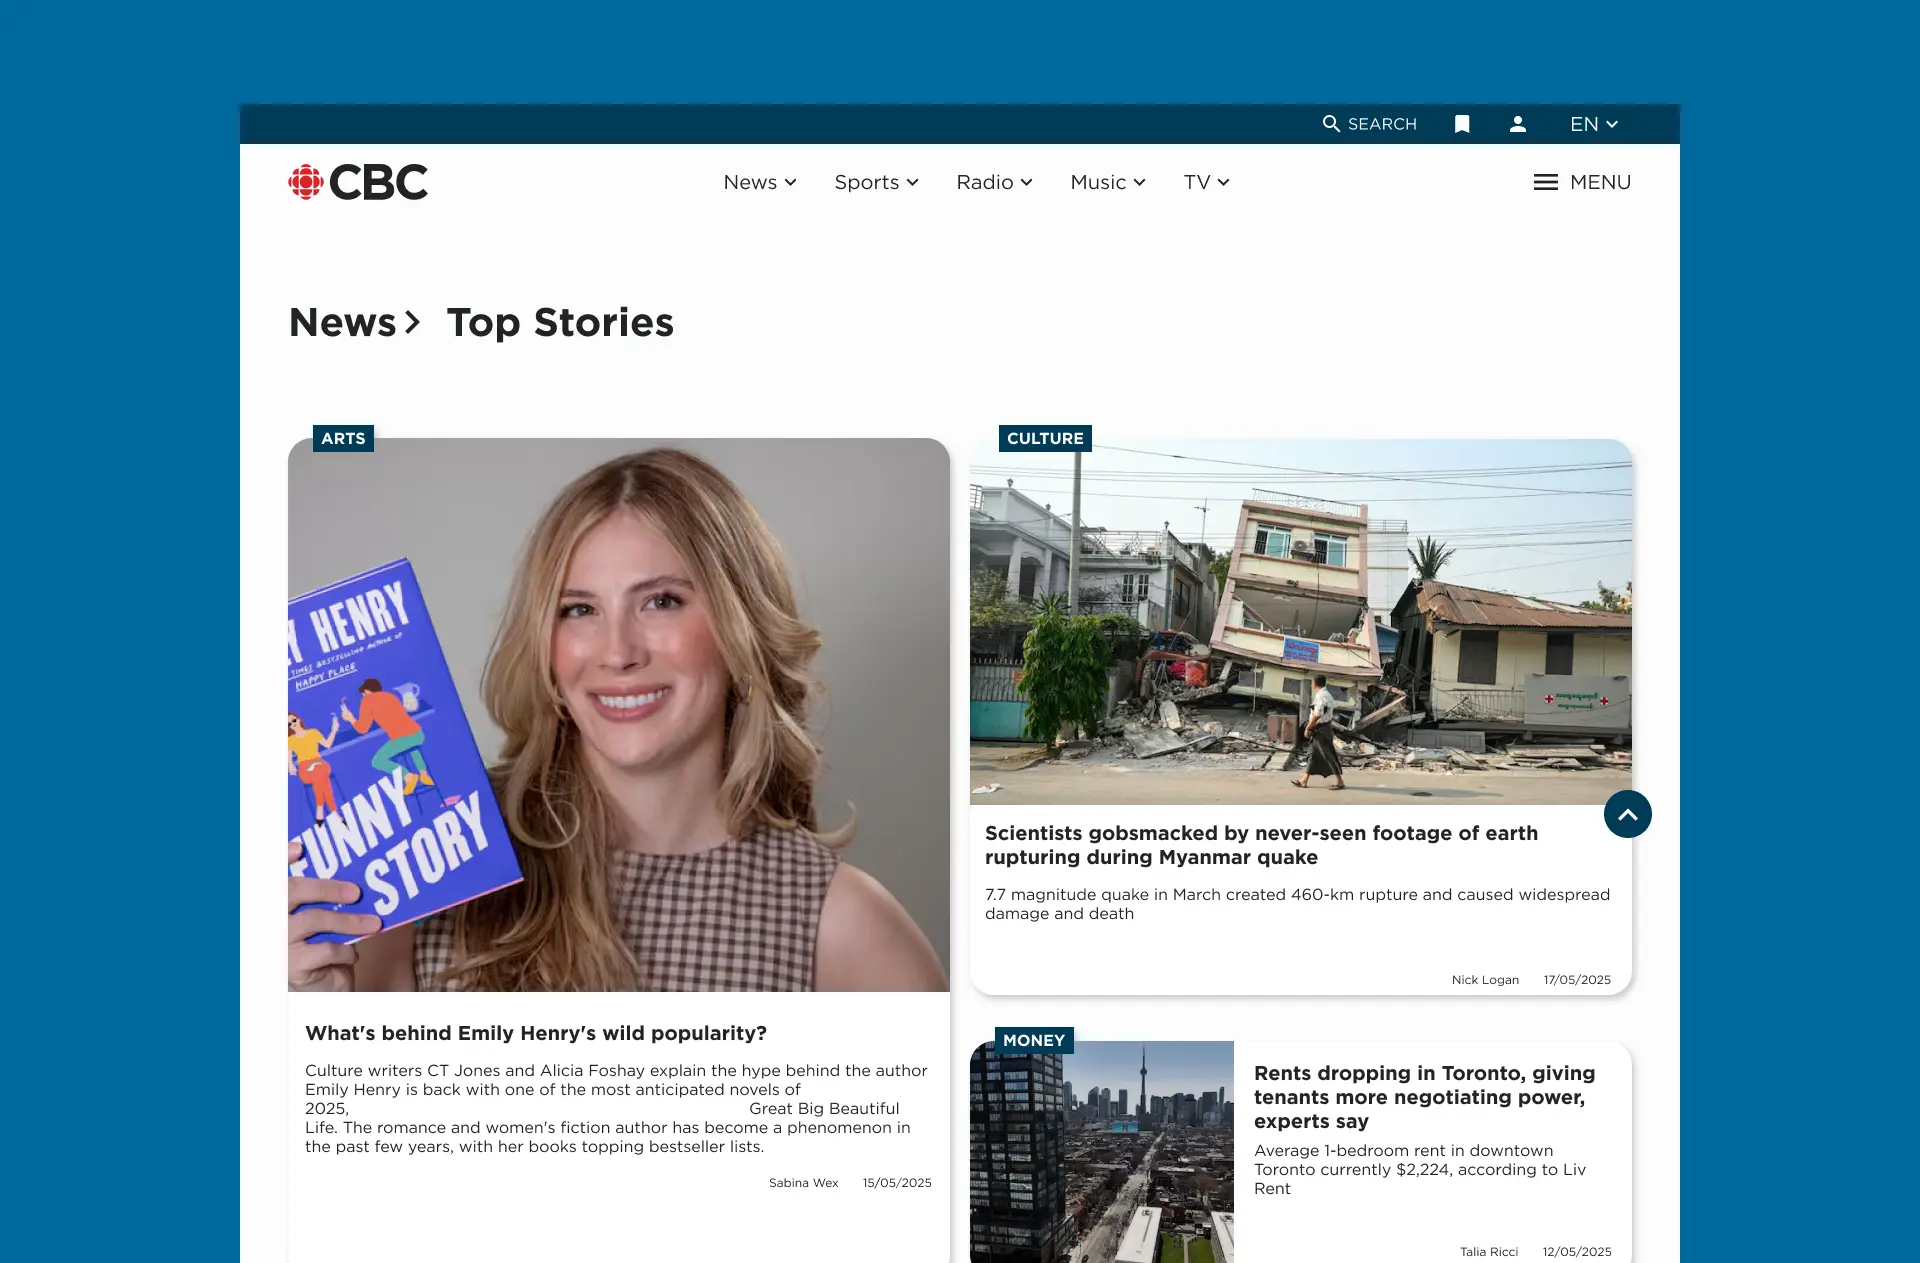 SEARCH
EN
CBC
News
Sports
Radio
Music
TV
MENU
News > Top Stories
ARTS
Y HENRY
TIMES BESTSELLING AUTHOR OF
HAPPY PLACE
FUNNY
STORY
What's behind Emily Henry's wild popularity?
Culture writers CT Jones and Alicia Foshay explain the hype behind the author
Emily Henry is back with one of the most anticipated novels of
2025, Great Big Beautiful
Life. The romance and women's fiction author has become a phenomenon in
the past few years, with her books topping bestseller lists.
Sabina Wex 15/05/2025
CULTURE
Scientists gobsmacked by never-seen footage of earth
rupturing during Myanmar quake
7.7 magnitude quake in March created 460-km rupture and caused widespread
damage and death
Nick Logan 17/05/2025
MONEY
Rents dropping in Toronto, giving
tenants more negotiating power,
experts say
Average 1-bedroom rent in downtown
Toronto currently $2,224, according to Liv
Rent
Talia Ricci 12/05/2025